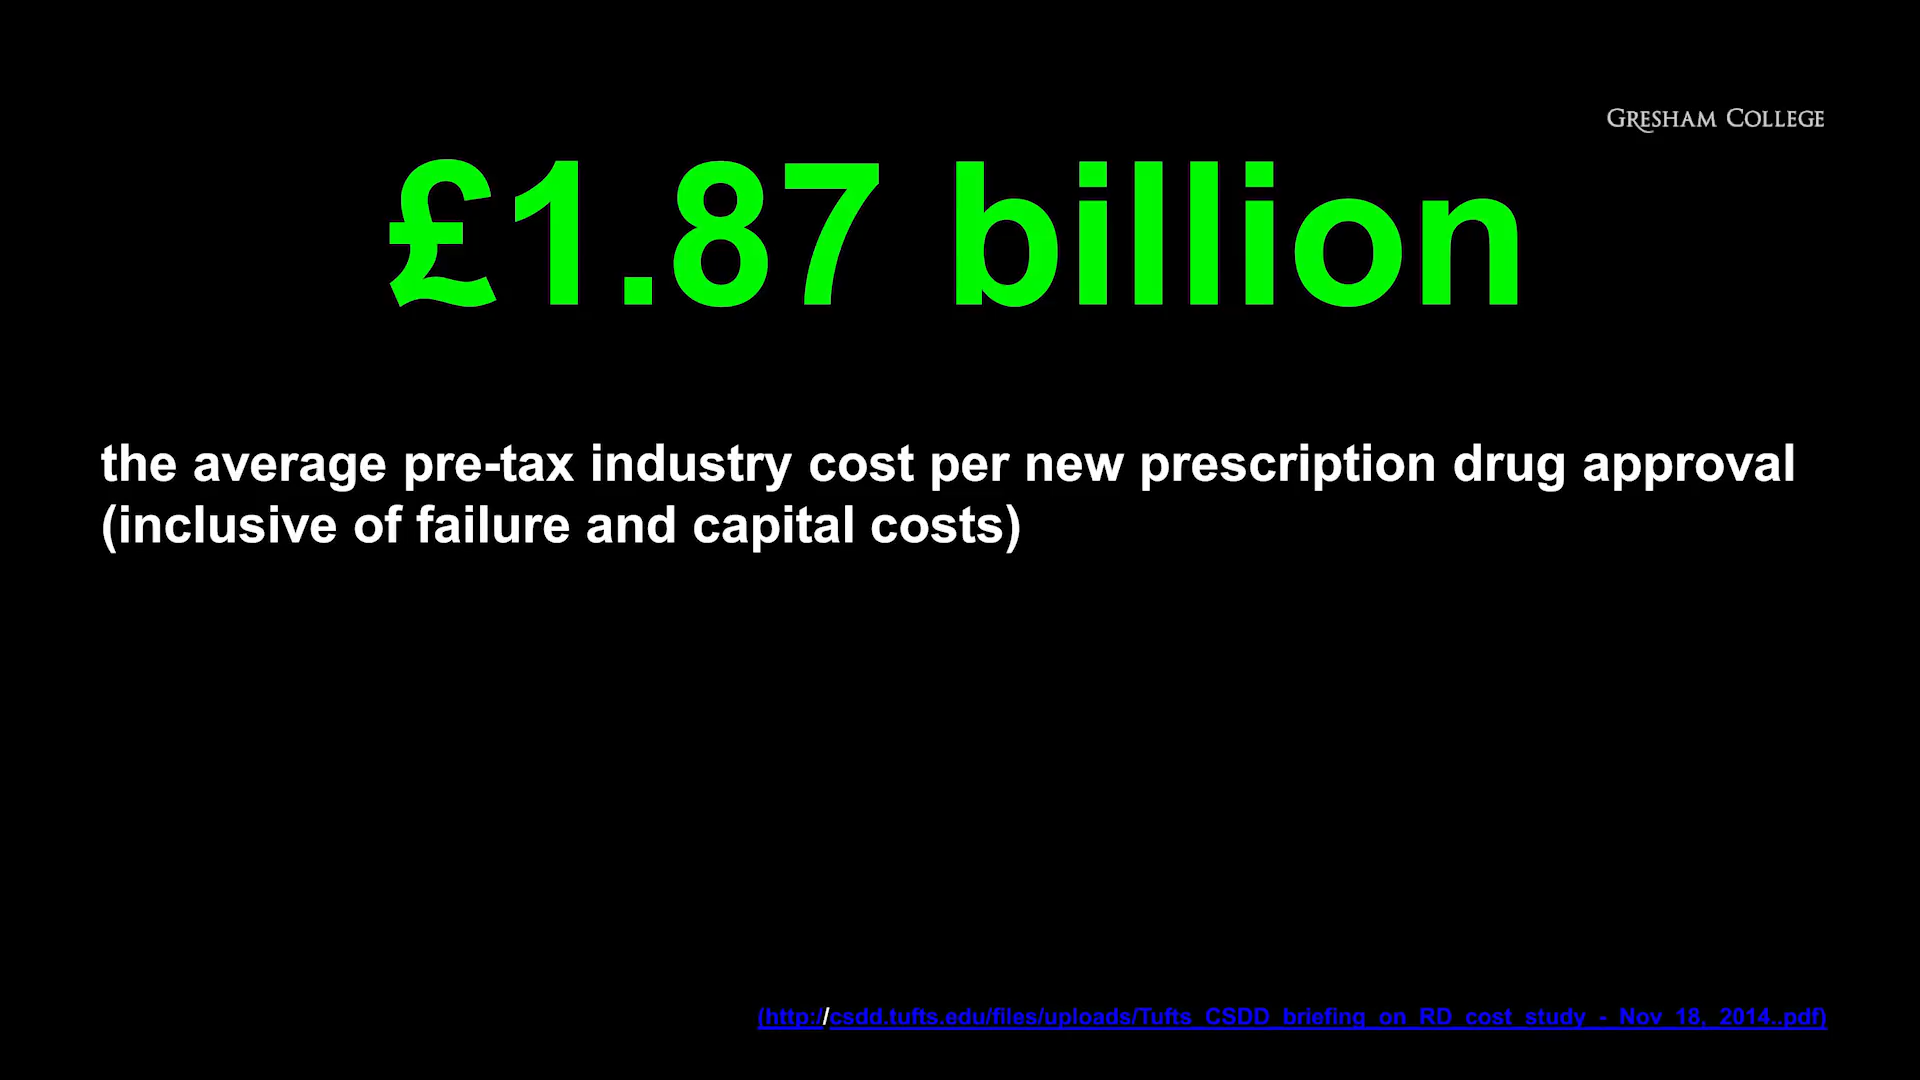 GRESHAM COLLEGE
£1.87 billion
the average pre-tax industry cost per new prescription drug approval
(inclusive of failure and capital costs)
(http://csdd.tufts.edu/files/uploads/Tufts_CSDD_briefing_on_RD_cost_study_-_Nov_18,_2014..pdf)